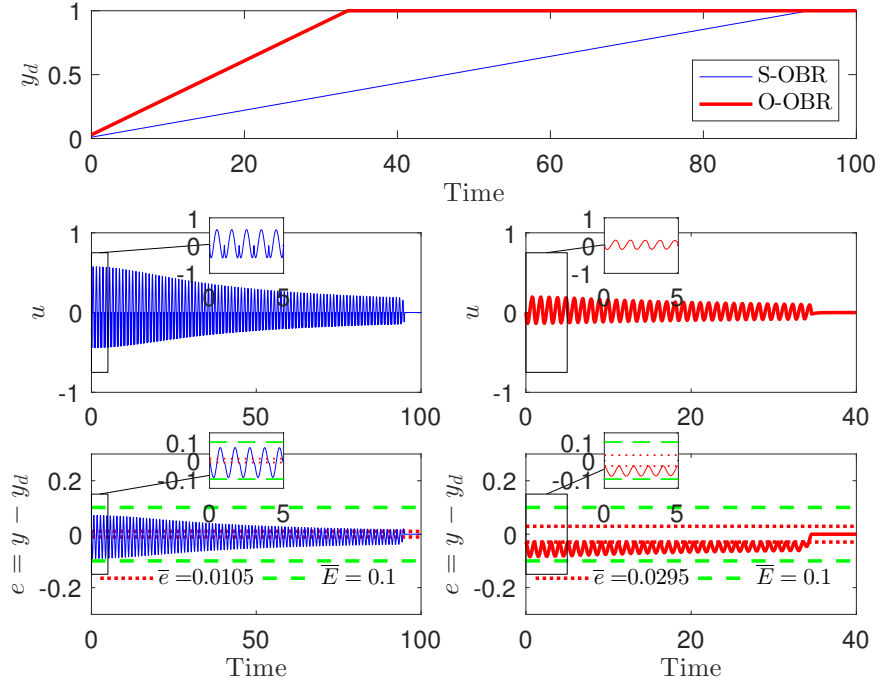 1
0.5
0
y_d
S-OBR
O-OBR
0 20 40 60 80 100
Time
1
0
-1
u
1
0
-1
0 5
0 50 100
1
0
-1
1
0
-1
0 5
u
0 20 40
0.2
0
-0.2
e = y − y_d
0.1
0
-0.1
0 5
e̅ =0.0105
E̅ = 0.1
0 50 100
Time
0.2
0
-0.2
e = y − y_d
0.1
0
-0.1
0 5
e̅ =0.0295
E̅ = 0.1
0 20 40
Time